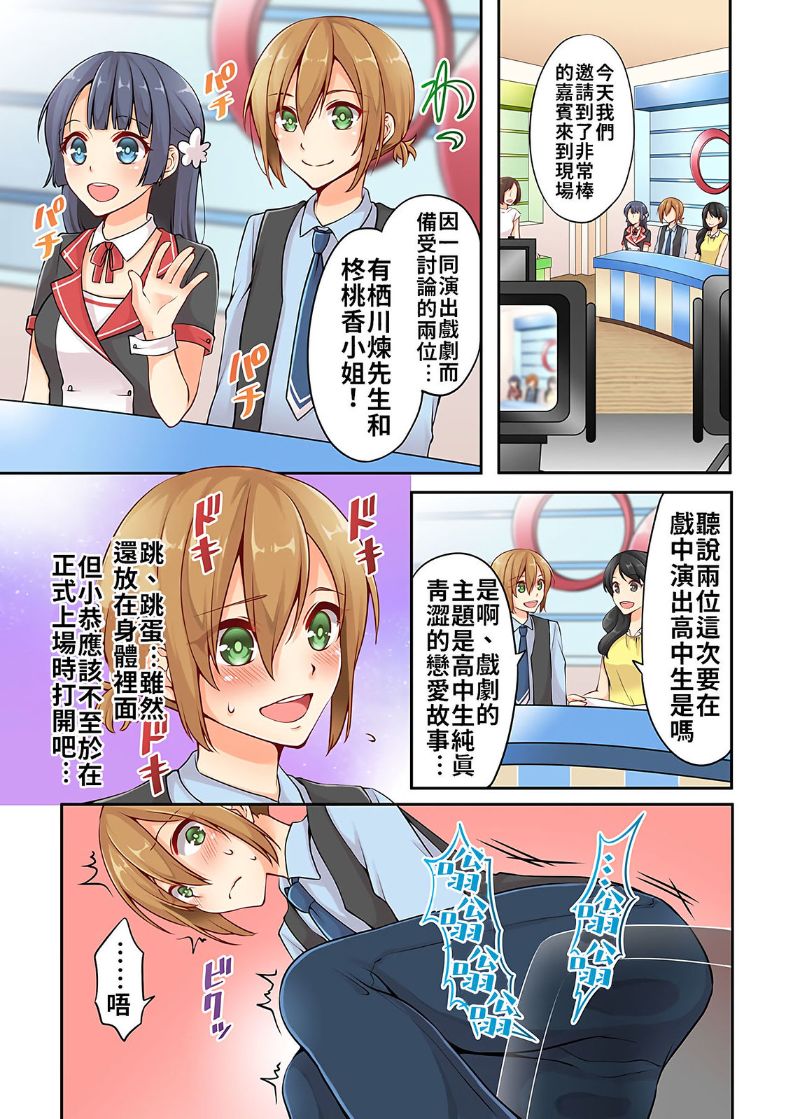 今天我們
邀請到了非常棒
的嘉賓來到現場
わっ
パチ
パチ
パチ
因一同演出戲劇而
備受討論的兩位…
有栖川煉先生和
柊桃香小姐！
聽說兩位這次要在
戲中演出高中生是嗎
是啊、戲劇的
主題是高中生純真
青澀的戀愛故事…
ドキ
ドキ
ドキ
跳、跳蛋…雖然
還放在身體裡面
但小恭應該不至於在
正式上場時打開吧…
…嗡嗡嗡
嗡嗡嗡嗡
ビクッ
……唔